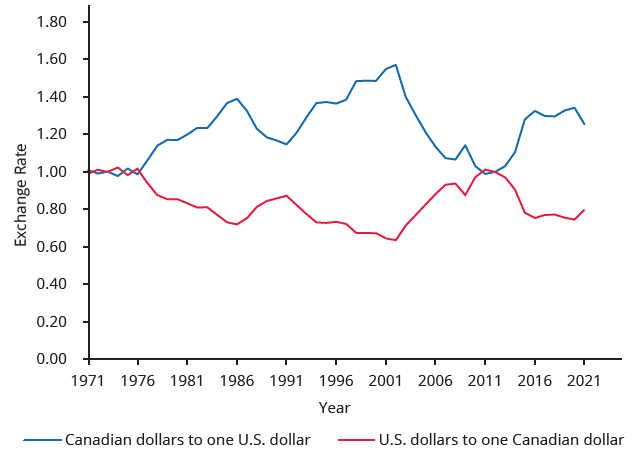 1.80
1.60
1.40
1.20
1.00
0.80
0.60
0.40
0.20
0.00
Exchange Rate
1971 1976 1981 1986 1991 1996 2001 2006 2011 2016 2021
Year
Canadian dollars to one U.S. dollar U.S. dollars to one Canadian dollar